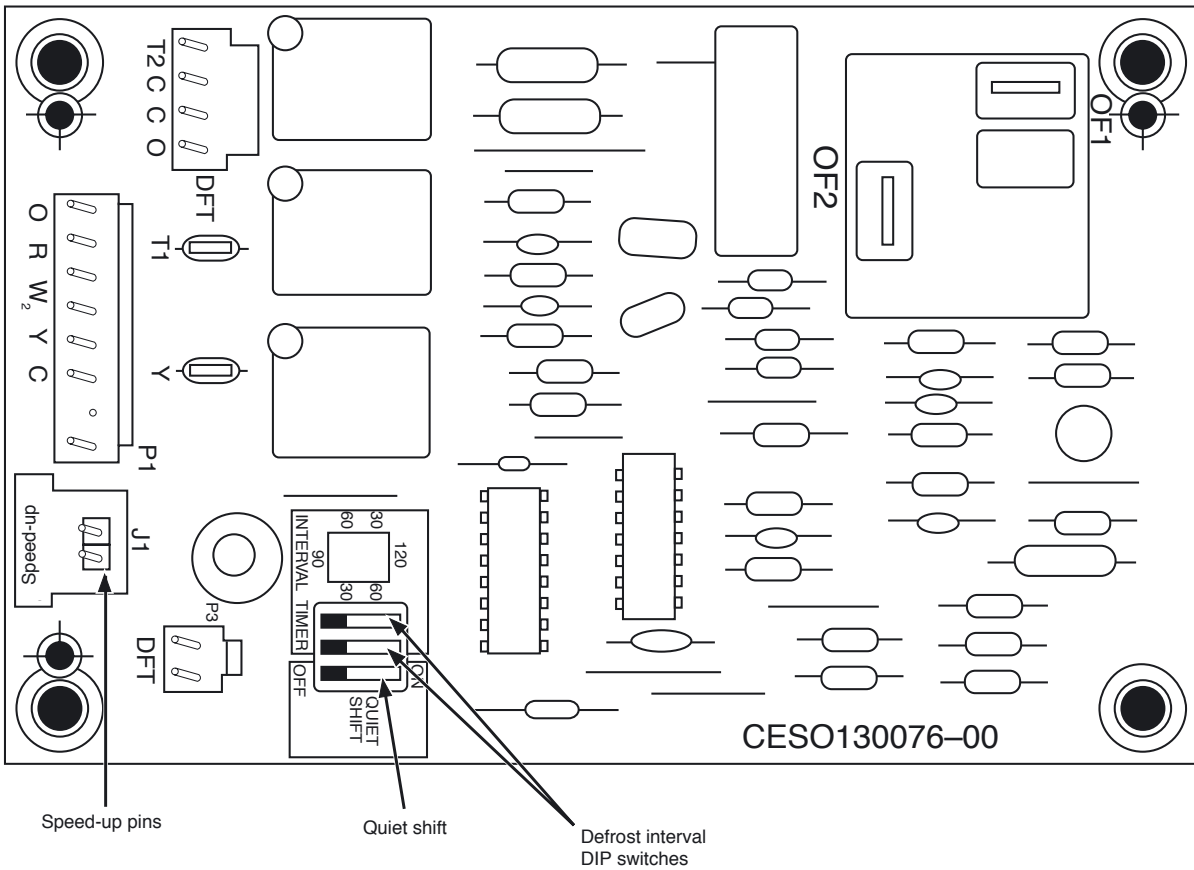 T2 C C O
DFT
T1
O R W2 Y C
Y
P1
J1
Speed-up
P3
DFT
INTERVAL TIMER
60 30
90 120
30 60
OFF
ON
QUIET
SHIFT
OF1
OF2
CESO130076–00
Speed-up pins
Quiet shift
Defrost interval
DIP switches